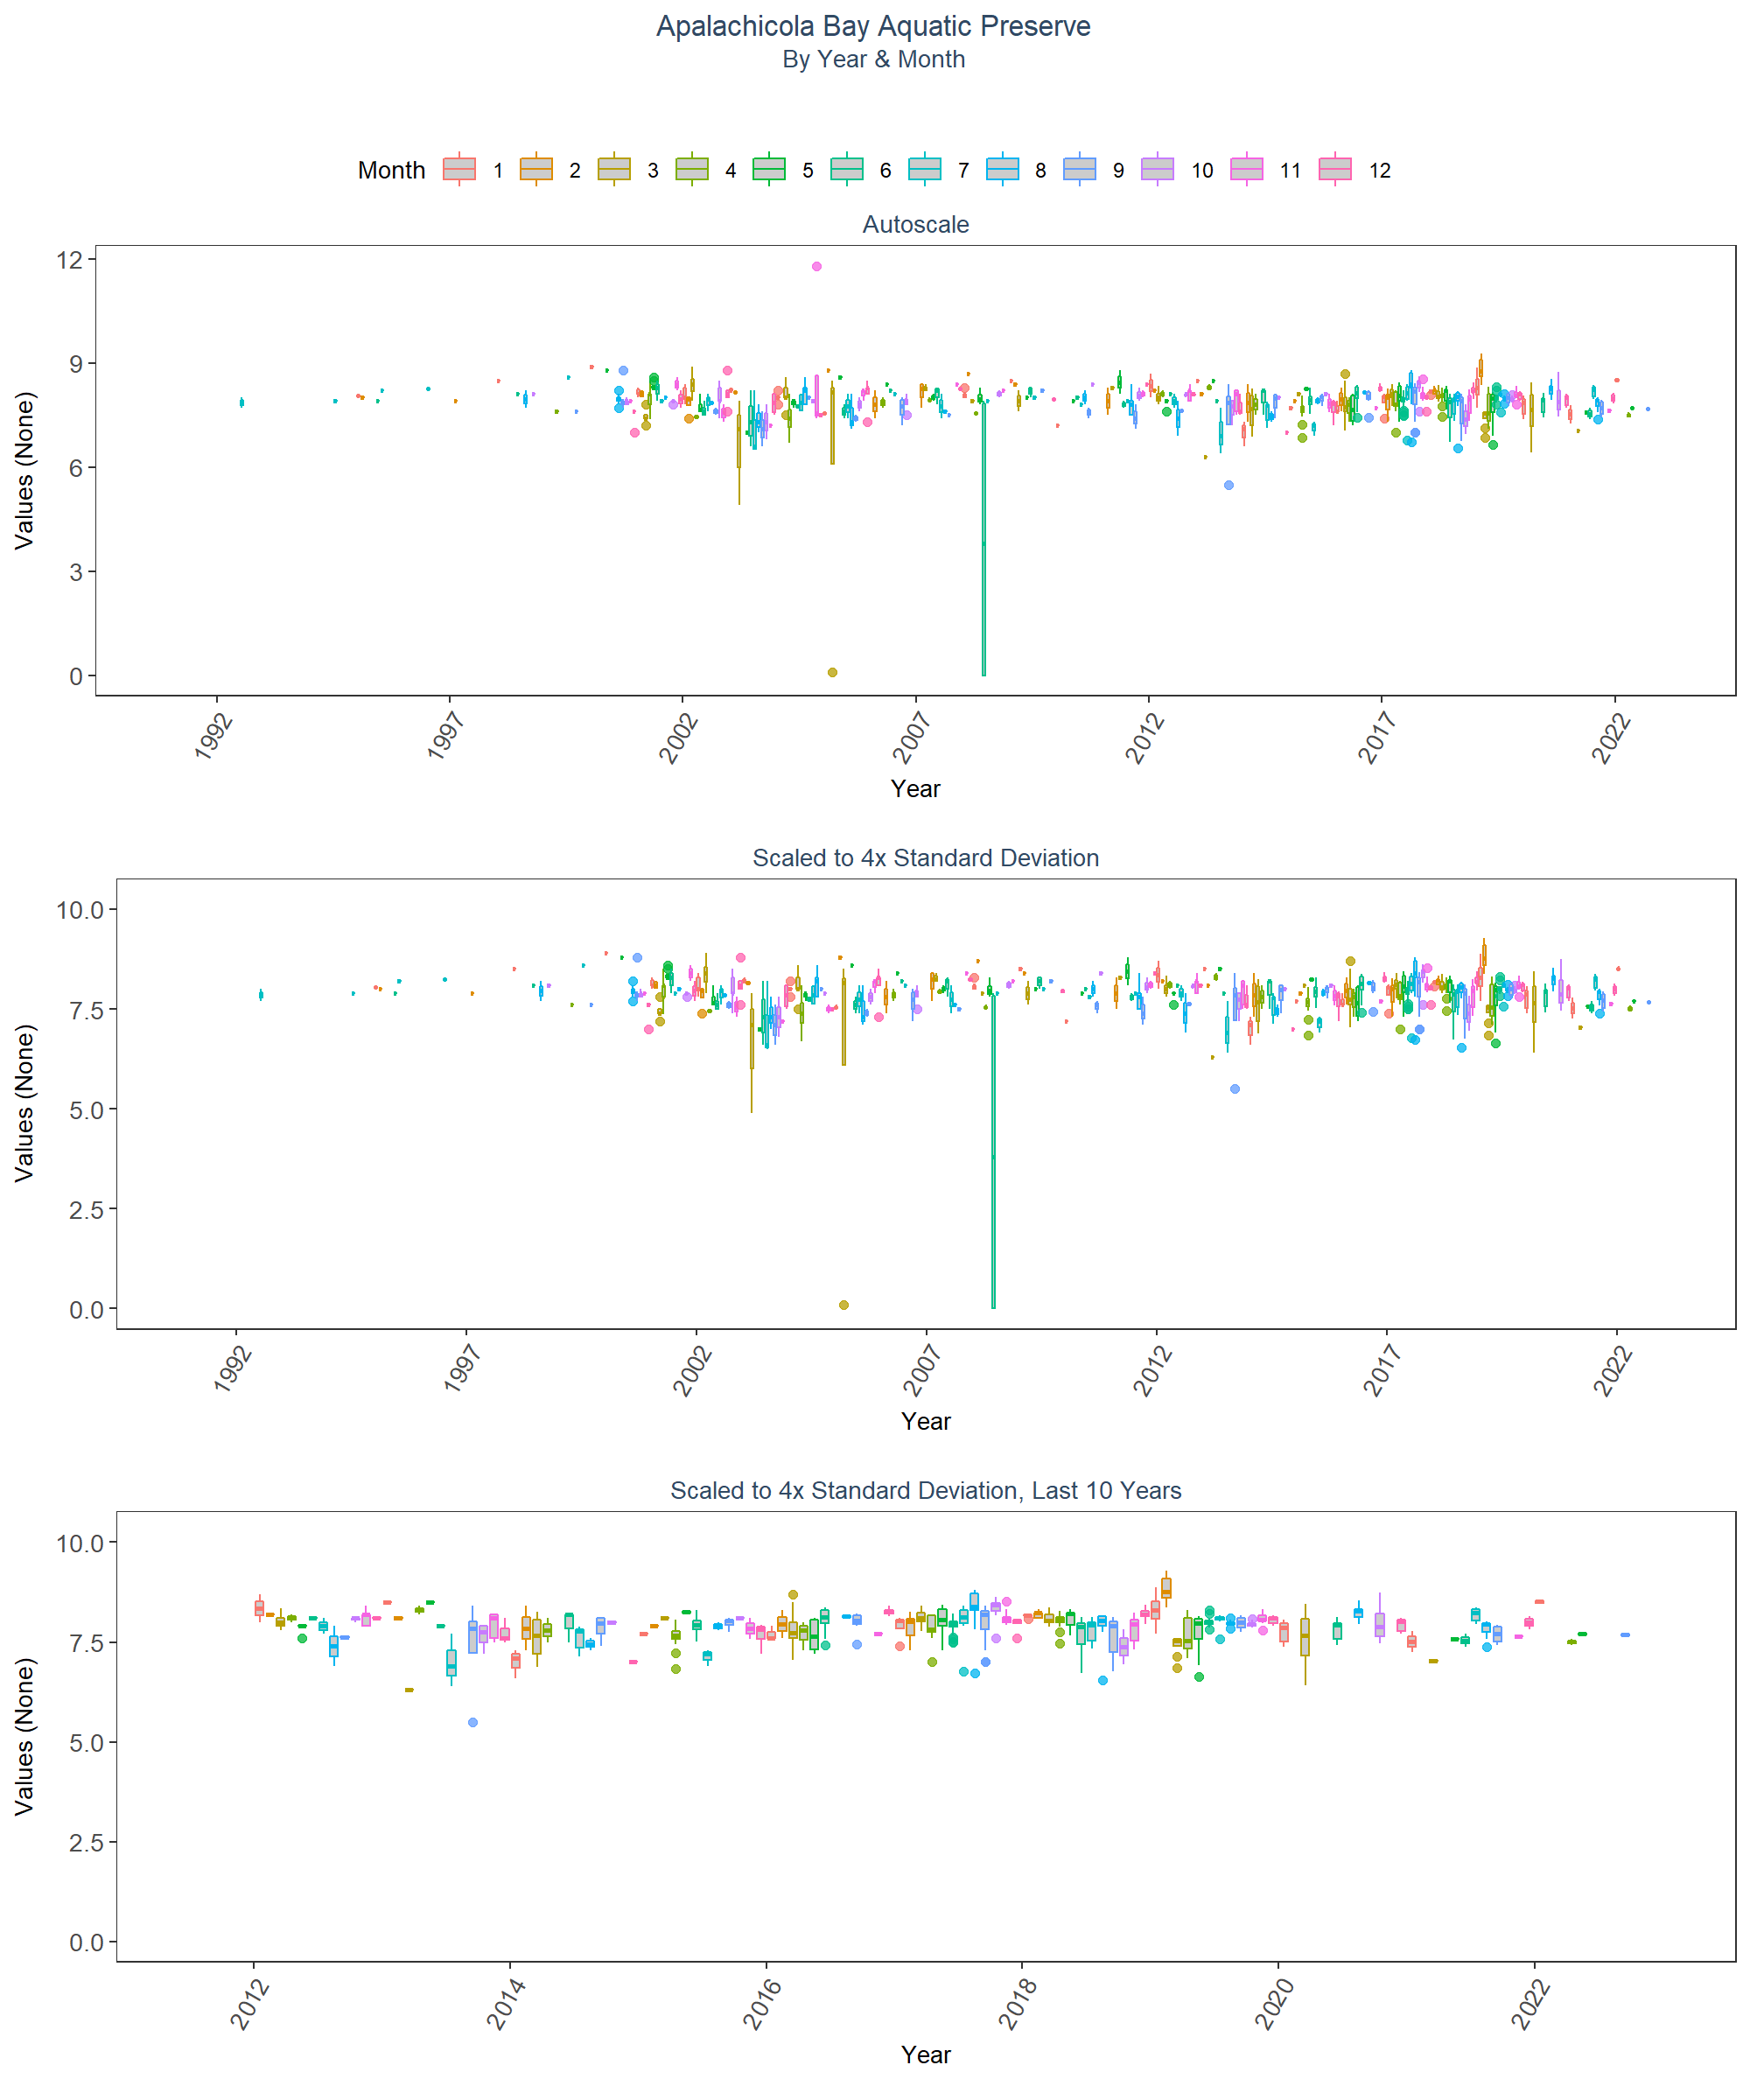 Apalachicola Bay Aquatic Preserve
By Year & Month
Month 1 2 3 4 5 6 7 8 9 10 11 12
Autoscale
Values (None)
12
9
6
3
0
1992 1997 2002 2007 2012 2017 2022
Year
Scaled to 4x Standard Deviation
Values (None)
10.0
7.5
5.0
2.5
0.0
1992 1997 2002 2007 2012 2017 2022
Year
Scaled to 4x Standard Deviation, Last 10 Years
Values (None)
10.0
7.5
5.0
2.5
0.0
2012 2014 2016 2018 2020 2022
Year